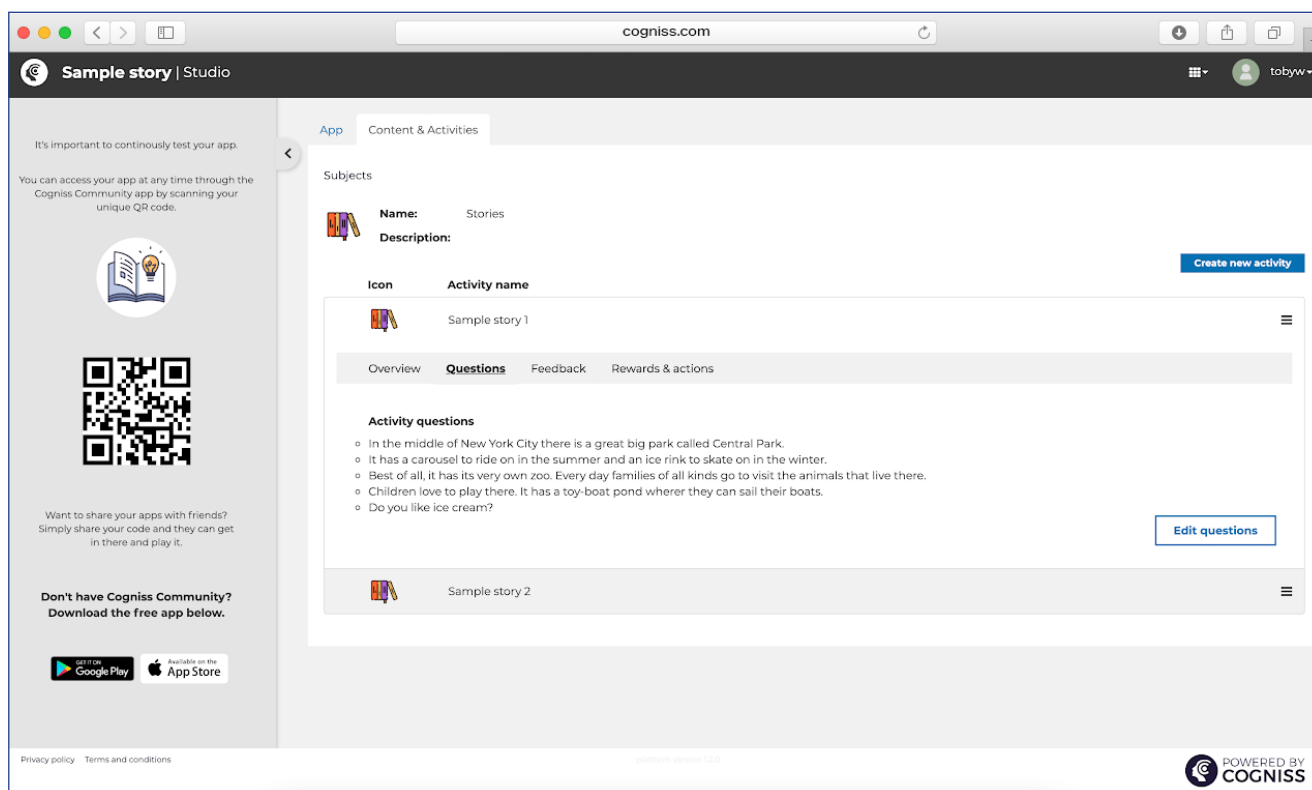 cogniss.com
Sample story | Studio
tobyw
It's important to continously test your app.
You can access your app at any time through the
Cogniss Community app by scanning your
unique QR code.
Want to share your apps with friends?
Simply share your code and they can get
in there and play it.
Don't have Cogniss Community?
Download the free app below.
GET IT ON
Google Play
Available on the
App Store
App
Content & Activities
Subjects
Name: Stories
Description:
Create new activity
Icon Activity name
Sample story 1
Overview Questions Feedback Rewards & actions
Activity questions
In the middle of New York City there is a great big park called Central Park.
It has a carousel to ride on in the summer and an ice rink to skate on in the winter.
Best of all, it has its very own zoo. Every day families of all kinds go to visit the animals that live there.
Children love to play there. It has a toy-boat pond wherer they can sail their boats.
Do you like ice cream?
Edit questions
Sample story 2
Privacy policy Terms and conditions
platform version 1.2.0
POWERED BY
COGNISS